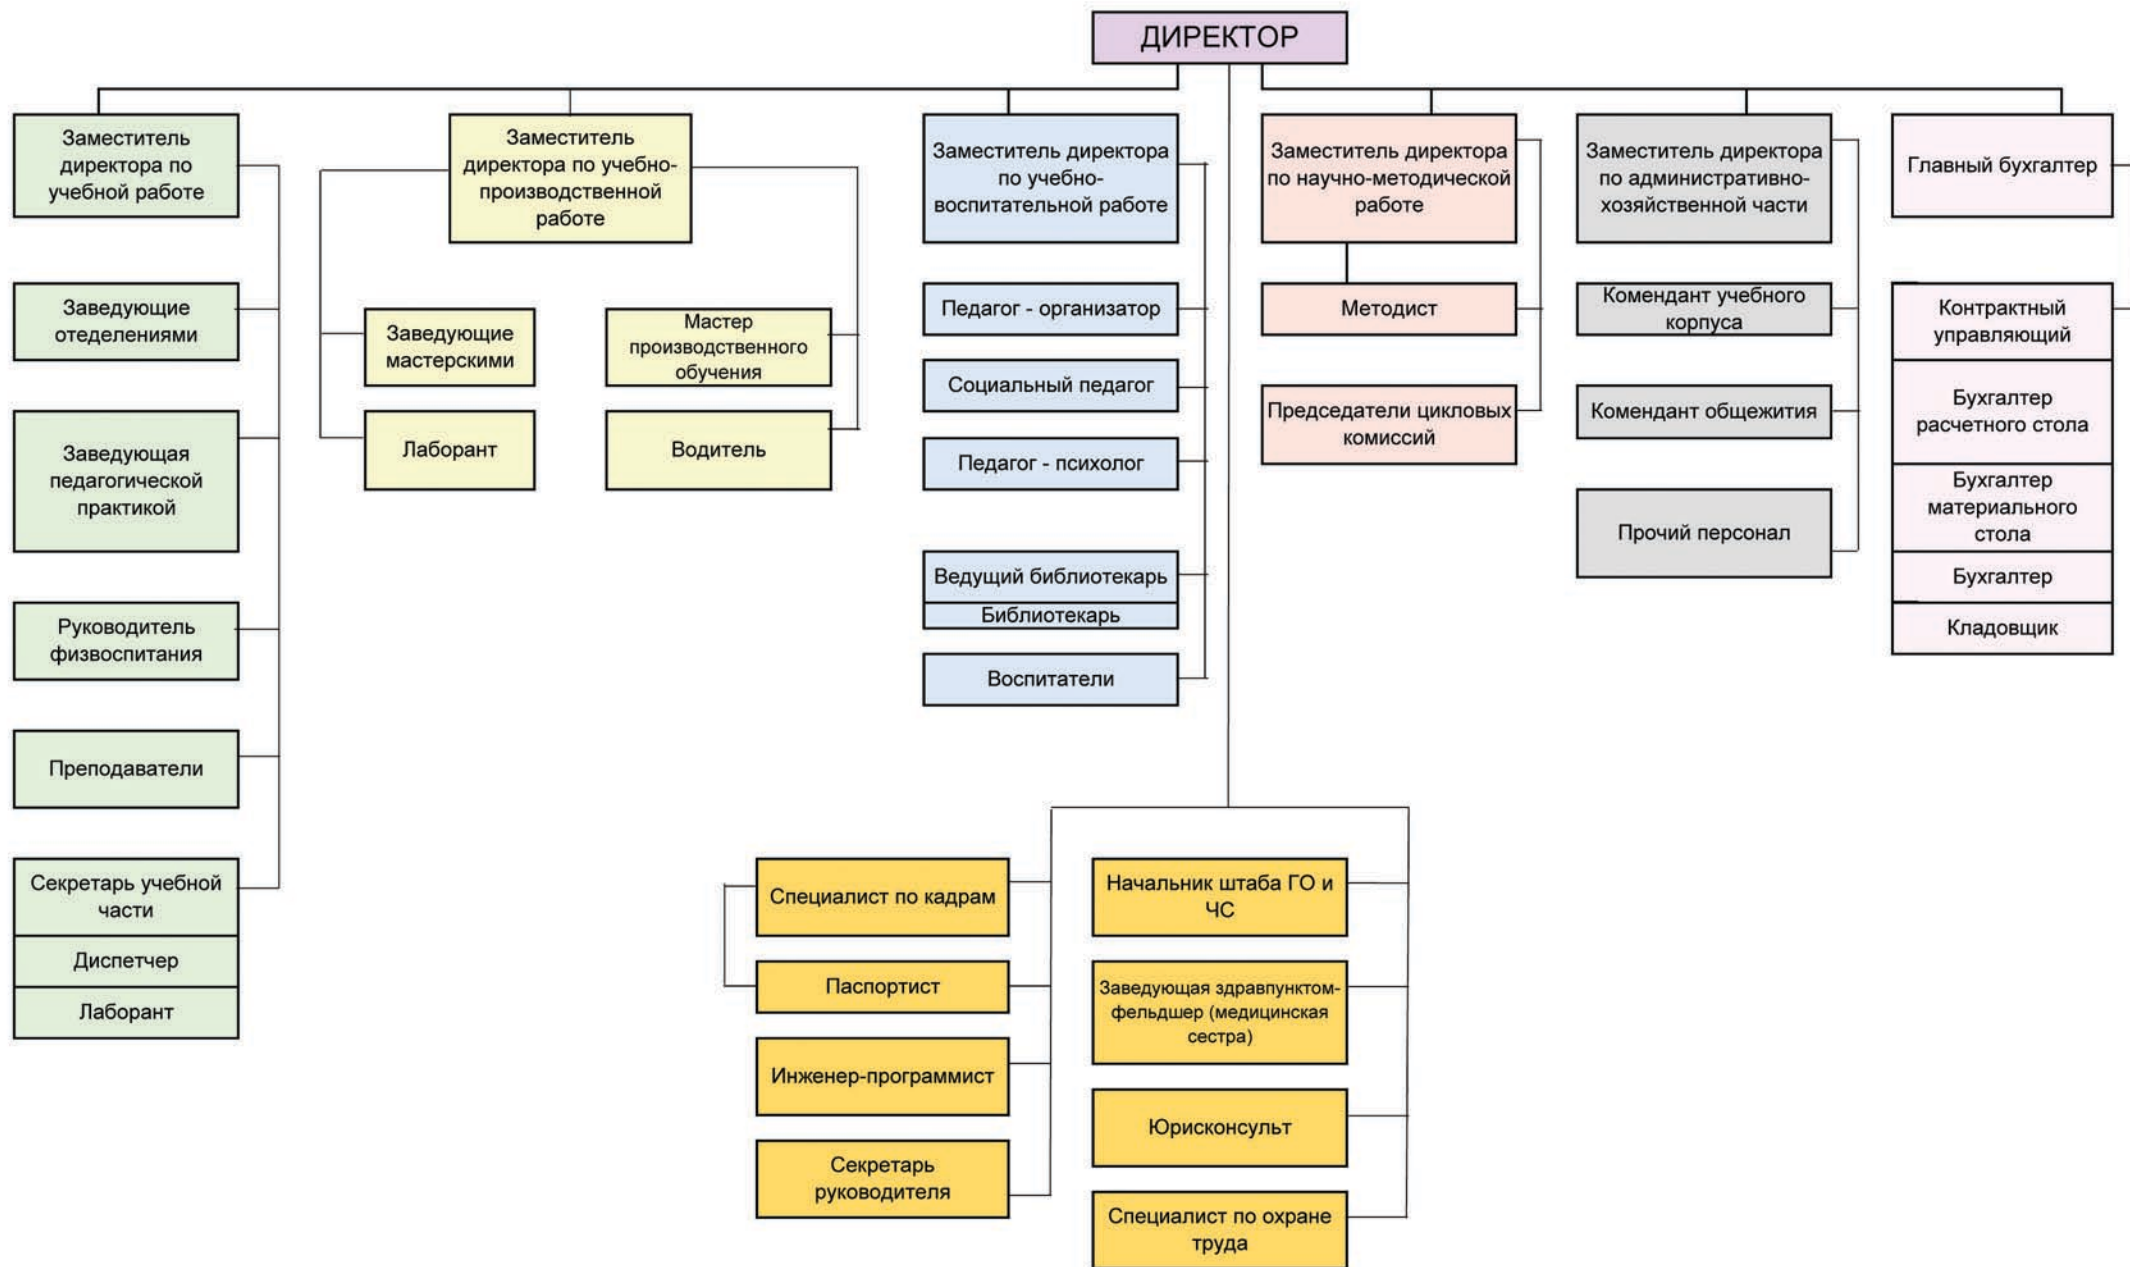 ДИРЕКТОР
Заместитель
директора по
учебной работе
Заведующие
отеделениями
Заведующая
педагогической
практикой
Руководитель
физвоспитания
Преподаватели
Секретарь учебной
части
Диспетчер
Лаборант
Заместитель
директора по учебно-
производственной
работе
Заведующие
мастерскими
Лаборант
Мастер
производственного
обучения
Водитель
Заместитель директора
по учебно-
воспитательной работе
Педагог - организатор
Социальный педагог
Педагог - психолог
Ведущий библиотекарь
Библиотекарь
Воспитатели
Заместитель директора
по научно-методической
работе
Методист
Председатели цикловых
комиссий
Заместитель директора
по административно-
хозяйственной части
Комендант учебного
корпуса
Комендант общежития
Прочий персонал
Главный бухгалтер
Контрактный
управляющий
Бухгалтер
расчетного стола
Бухгалтер
материального
стола
Бухгалтер
Кладовщик
Специалист по кадрам
Паспортист
Инженер-программист
Секретарь
руководителя
Начальник штаба ГО и
ЧС
Заведующая здравпунктом-
фельдшер (медицинская
сестра)
Юрисконсульт
Специалист по охране
труда